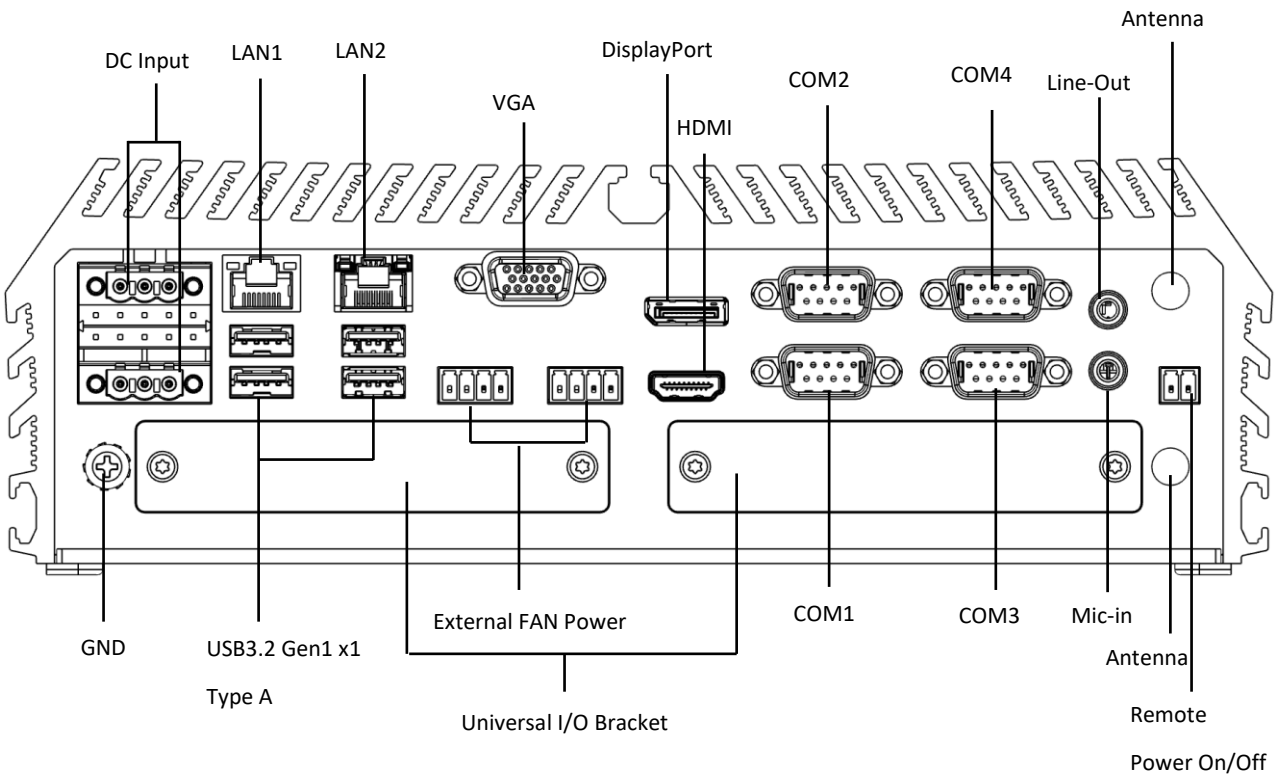 Antenna
DisplayPort
LAN1
LAN2
DC Input
COM2
COM4
Line-Out
VGA
HDMI
External FAN Power
COM1
COM3
Mic-in
GND
USB3.2 Gen1 x1
Type A
Antenna
Universal I/O Bracket
Remote
Power On/Off